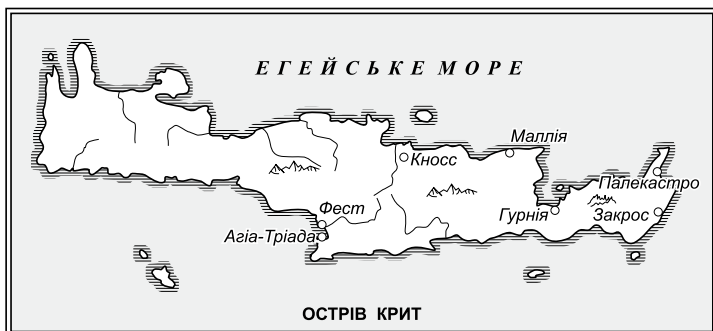 ЕГЕЙСЬКЕ МОРЕ
Маллія
Кносс
Палекастро
Фест
Гурнія
Закрос
Агіа-Тріада
ОСТРІВ КРИТ